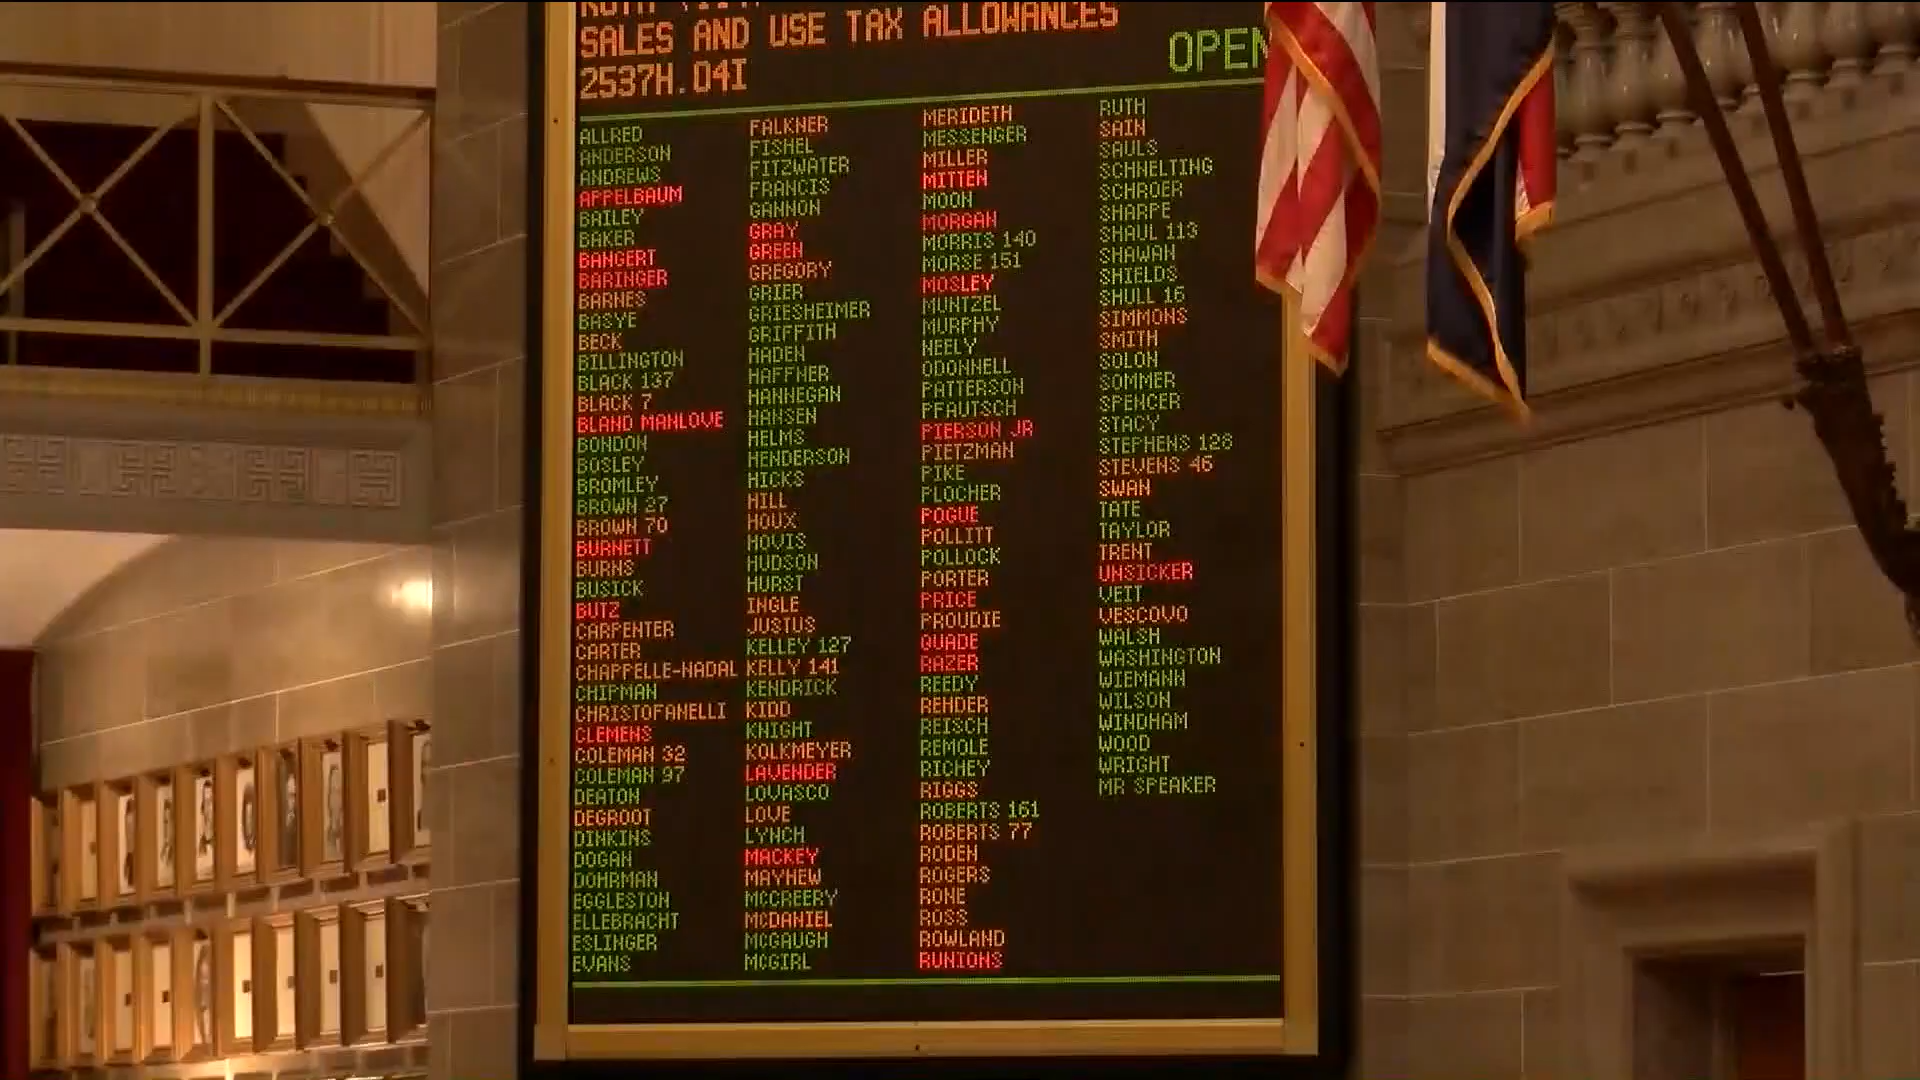 SALES AND USE TAX ALLOWANCES
OPEN
2537H.04I
ALLRED
ANDERSON
ANDREWS
APPELBAUM
BAILEY
BAKER
BANGERT
BARINGER
BARNES
BASYE
BECK
BILLINGTON
BLACK 137
BLACK 7
BLAND MANLOVE
BONDON
BOSLEY
BROMLEY
BROWN 27
BROWN 70
BURNETT
BURNS
BUSICK
BUTZ
CARPENTER
CARTER
CHAPPELLE-NADAL
CHIPMAN
CHRISTOFANELLI
CLEMENS
COLEMAN 32
COLEMAN 97
DEATON
DEGROOT
DINKINS
DOGAN
DOHRMAN
EGGLESTON
ELLEBRACHT
ESLINGER
EVANS
FALKNER
FISHEL
FITZWATER
FRANCIS
GANNON
GRAY
GREEN
GREGORY
GRIER
GRIESHEIMER
GRIFFITH
HADEN
HAFFNER
HANNEGAN
HANSEN
HELMS
HENDERSON
HICKS
HILL
HOUX
HOVIS
HUDSON
HURST
INGLE
JUSTUS
KELLEY 127
KELLY 141
KENDRICK
KIDD
KNIGHT
KOLKMEYER
LAVENDER
LOVASCO
LOVE
LYNCH
MACKEY
MAYHEW
MCCREERY
MCDANIEL
MCGAUGH
MCGIRL
MERIDETH
MESSENGER
MILLER
MITTEN
MOON
MORGAN
MORRIS 140
MORSE 151
MOSLEY
MUNTZEL
MURPHY
NEELY
ODONNELL
PATTERSON
PFAUTSCH
PIERSON JR
PIETZMAN
PIKE
PLOCHER
POGUE
POLLITT
POLLOCK
PORTER
PRICE
PROUDIE
QUADE
RAZER
REEDY
REHDER
REISCH
REMOLE
RICHEY
RIGGS
ROBERTS 161
ROBERTS 77
RODEN
ROGERS
RONE
ROSS
ROWLAND
RUNIONS
RUTH
SAIN
SAULS
SCHNELTING
SCHROER
SHARPE
SHAUL 113
SHAWAN
SHIELDS
SHULL 16
SIMMONS
SMITH
SOLON
SOMMER
SPENCER
STACY
STEPHENS 128
STEVENS 46
SWAN
TATE
TAYLOR
TRENT
UNSICKER
VEIT
VESCOVO
WALSH
WASHINGTON
WIEMANN
WILSON
WINDHAM
WOOD
WRIGHT
MR SPEAKER